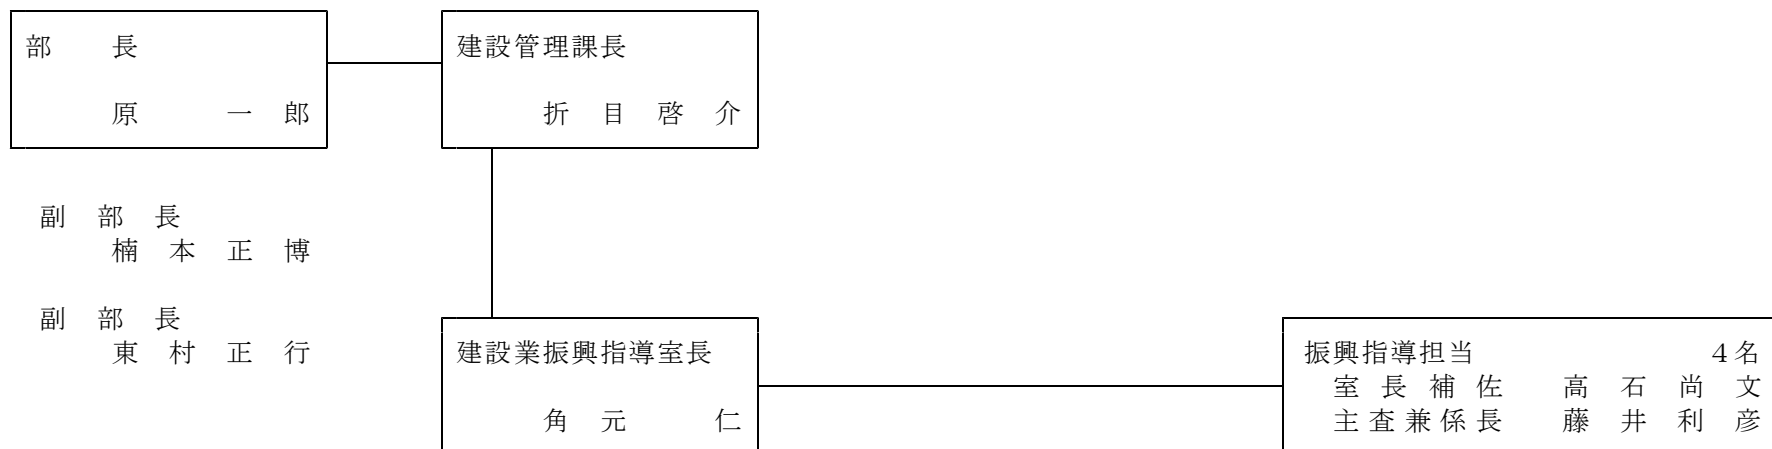 部　　長
原　　　一　郎
建設管理課長
折　目　啓　介
副　部　長
楠　本　正　博
副　部　長
東　村　正　行
建設業振興指導室長
角　元　　　仁
振興指導担当　　　　　　　　４名
室長補佐　　高　石　尚　文
主査兼係長　　藤　井　利　彦